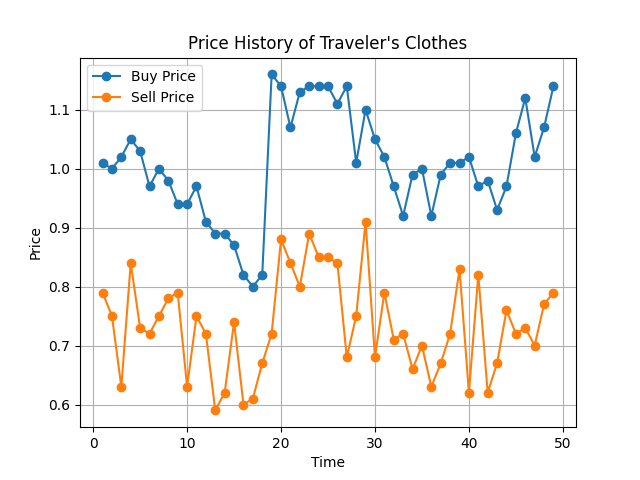 Price History of Traveler's Clothes
Buy Price
Sell Price
Price
1.1
1.0
0.9
0.8
0.7
0.6
0 10 20 30 40 50
Time